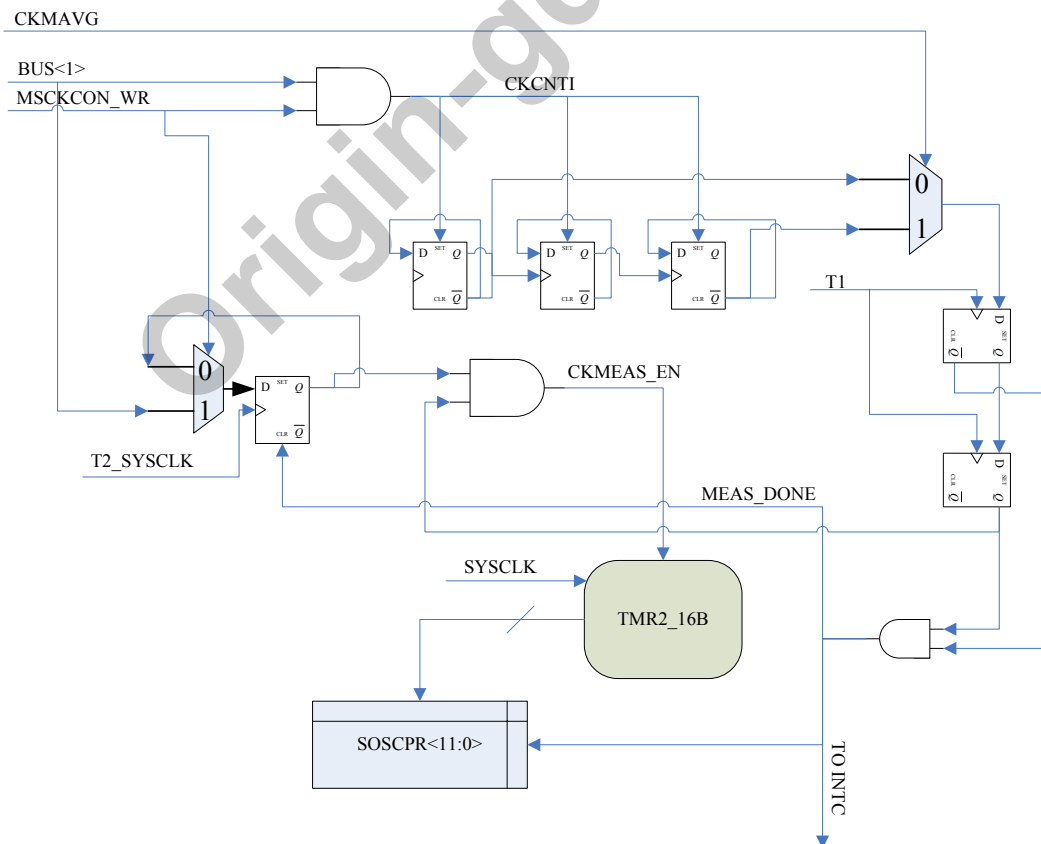 CKMAVG
BUS<1>
MSCKCON_WR
CKCNTI
0
1
D SET Q
CLR Q
D SET Q
CLR Q
D SET Q
CLR Q
T1
D SET Q
CLR Q
0
1
D SET Q
CLR Q
CKMEAS_EN
T2_SYSCLK
D SET Q
CLR Q
MEAS_DONE
SYSCLK
TMR2_16B
SOSCPR<11:0>
TO INTC